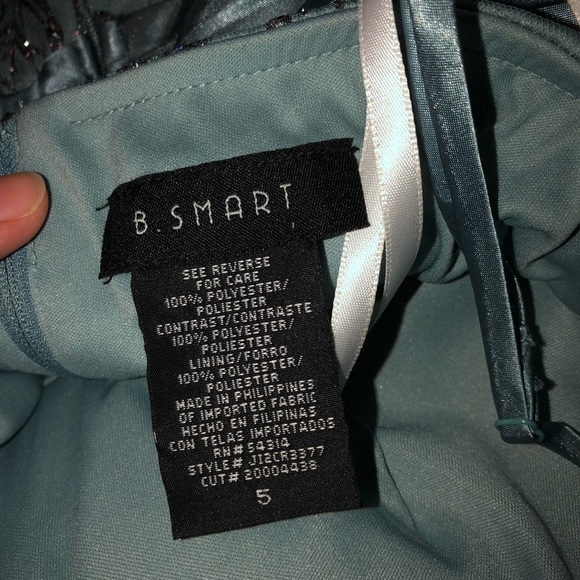 B. SMART
SEE REVERSE
FOR CARE
100% POLYESTER/
POLIESTER
CONTRAST/CONTRASTE
100% POLYESTER/
POLIESTER
LINING/FORRO
100% POLYESTER/
POLIESTER
MADE IN PHILIPPINES
OF IMPORTED FABRIC
HECHO EN FILIPINAS
CON TELAS IMPORTADOS
RN# 54314
STYLE# JI2CR3377
CUT# 20004438
5